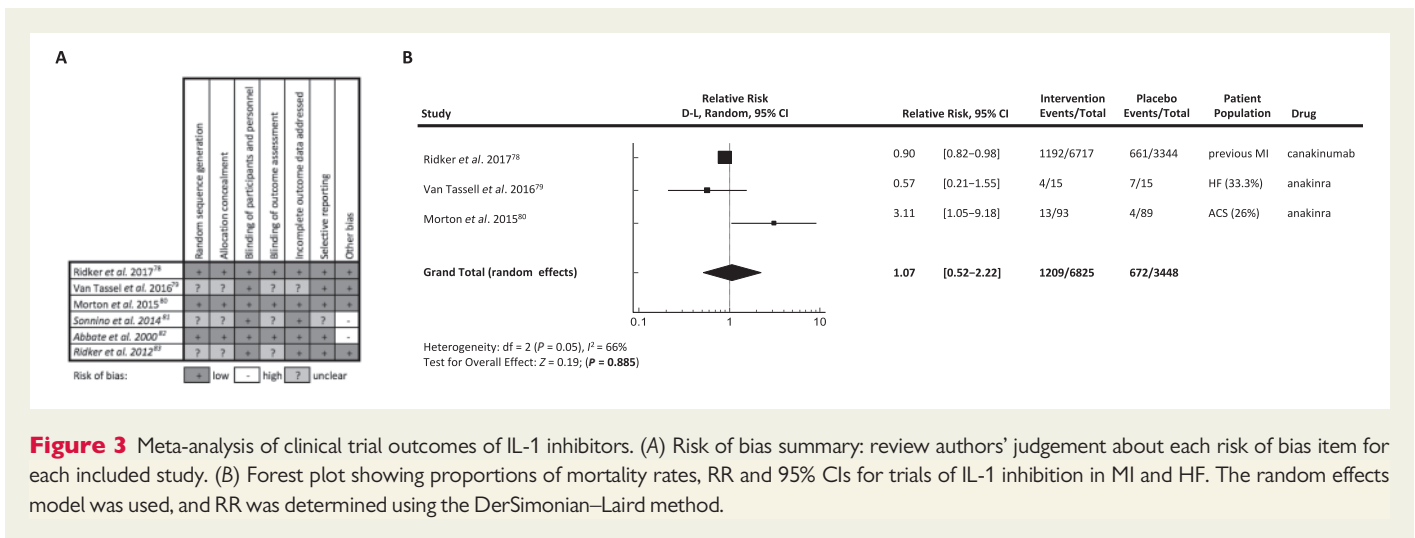 A
Random sequence generation
Allocation concealment
Blinding of participants and personnel
Blinding of outcome assessment
Incomplete outcome data addressed
Selective reporting
Other bias
Ridker et al. 2017⁷⁸ + + + + + + +
Van Tassel et al. 2016⁷⁹ ? ? + ? ? + +
Morton et al. 2015⁸⁰ + + + + + + +
Sonnino et al. 2014⁸¹ ? ? + ? + ? -
Abbate et al. 2000⁸² + + + + + + -
Ridker et al. 2012⁸³ ? ? + ? + + +
Risk of bias: + low - high ? unclear
B
Study
Relative Risk
D-L, Random, 95% CI
Relative Risk, 95% CI
Intervention
Events/Total
Placebo
Events/Total
Patient
Population
Drug
Ridker et al. 2017⁷⁸ 0.90 [0.82–0.98] 1192/6717 661/3344 previous MI canakinumab
Van Tassell et al. 2016⁷⁹ 0.57 [0.21–1.55] 4/15 7/15 HF (33.3%) anakinra
Morton et al. 2015⁸⁰ 3.11 [1.05–9.18] 13/93 4/89 ACS (26%) anakinra
Grand Total (random effects) 1.07 [0.52–2.22] 1209/6825 672/3448
0.1 1 10
Heterogeneity: df = 2 (P = 0.05), I² = 66%
Test for Overall Effect: Z = 0.19; (P = 0.885)
Figure 3 Meta-analysis of clinical trial outcomes of IL-1 inhibitors. (A) Risk of bias summary: review authors’ judgement about each risk of bias item for
each included study. (B) Forest plot showing proportions of mortality rates, RR and 95% CIs for trials of IL-1 inhibition in MI and HF. The random effects
model was used, and RR was determined using the DerSimonian–Laird method.